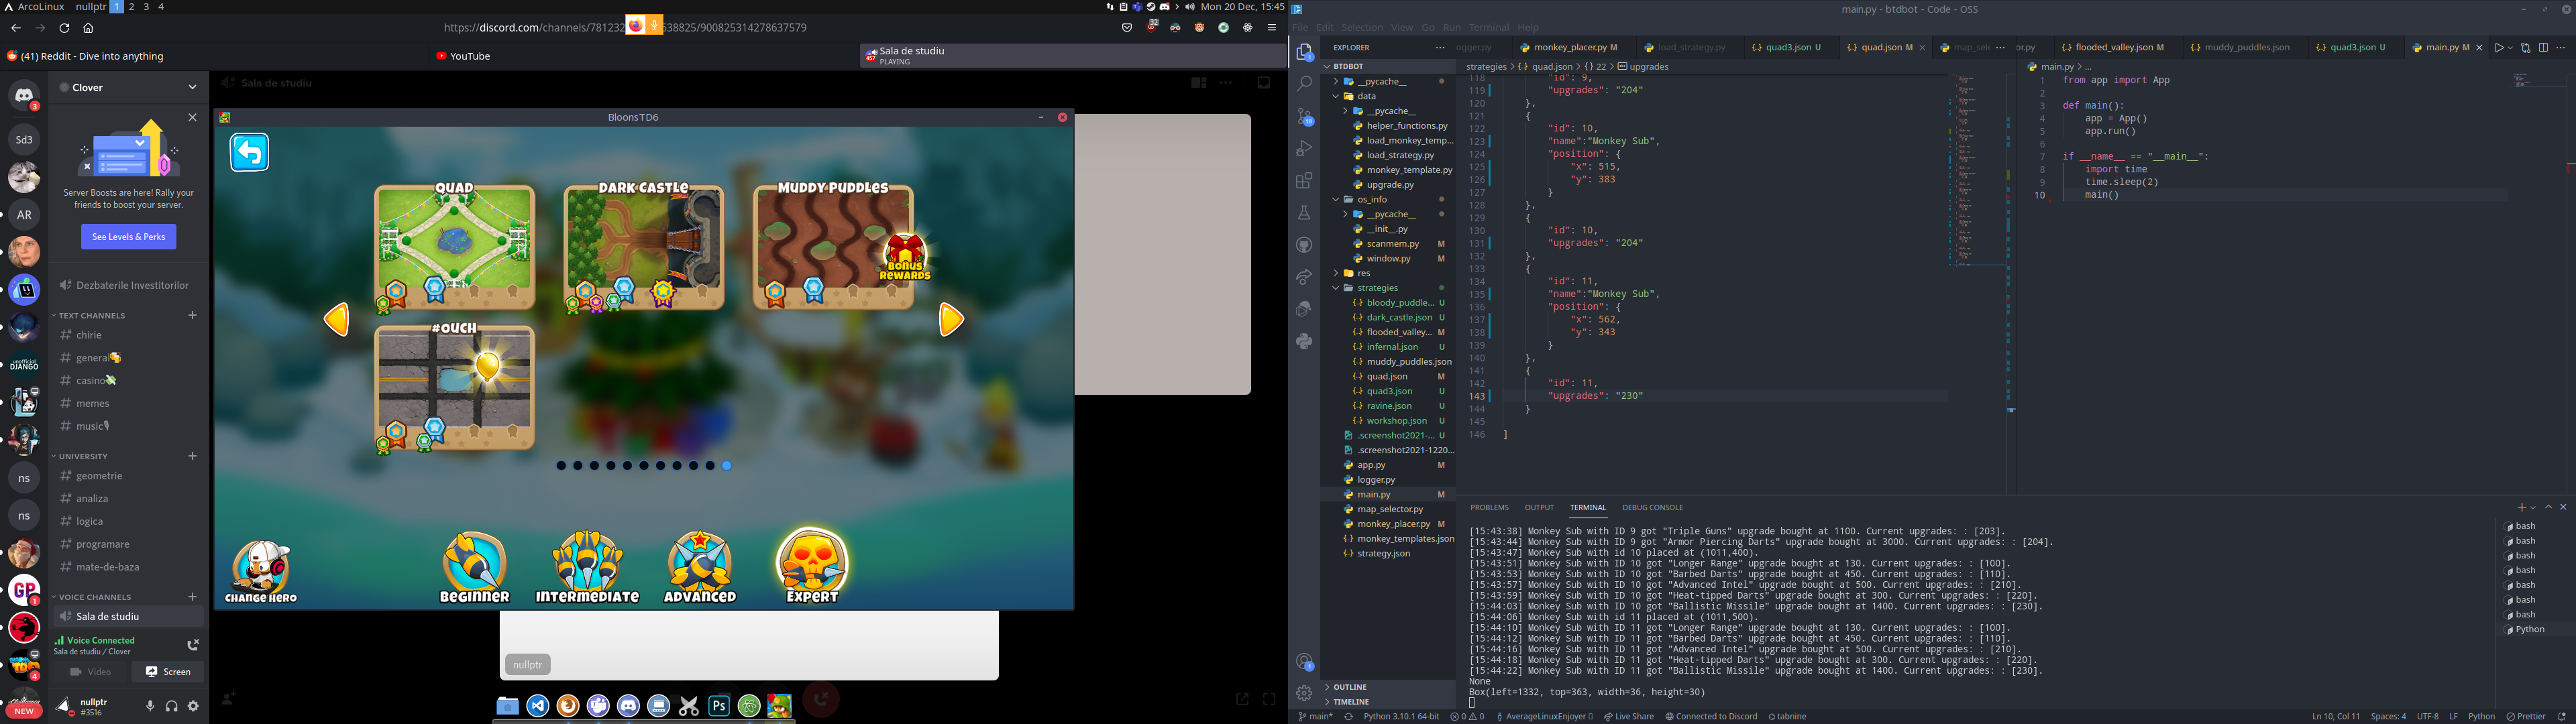 ArcoLinux nullptr 1 2 3 4
Mon 20 Dec, 15:45
https://discord.com/channels/781232
638825/900825314278637579
32
(41) Reddit - Dive into anything
YouTube
Sala de studiu
PLAYING
Clover
Sala de studiu
3
Sd3
AR
unofficial
DJANGO
ns
ns
GP
1
4
NEW
Server Boosts are here! Rally your
friends to boost your server.
See Levels & Perks
Dezbaterile Investitorilor
TEXT CHANNELS
# chirie
# general
# casino
# memes
# music
UNIVERSITY
# geometrie
# analiza
# logica
# programare
# mate-de-baza
VOICE CHANNELS
Sala de studiu
Voice Connected
Sala de studiu / Clover
Video
Screen
nullptr
#3516
BloonsTD6
QUAD
DARK CASTLE
MUDDY PUDDLES
BONUS
REWARDS
#OUCH
CHANGE HERO
BEGINNER
INTERMEDIATE
ADVANCED
EXPERT
nullptr
Ps
main.py - btdbot - Code - OSS
File Edit Selection View Go Run Terminal Help
EXPLORER
BTDBOT
__pycache__
data
__pycache__
helper_functions.py
load_monkey_temp...
load_strategy.py
monkey_template.py
upgrade.py
os_info
__pycache__
__init__.py
scanmem.py M
window.py M
res
strategies
bloody_puddle... U
dark_castle.json U
flooded_valley... M
infernal.json U
muddy_puddles.json
quad.json M
quad3.json U
ravine.json U
workshop.json U
.screenshot2021-... U
.screenshot2021-1220...
app.py M
logger.py
main.py M
map_selector.py
monkey_placer.py M
monkey_templates.json
strategy.json
OUTLINE
TIMELINE
ogger.py
monkey_placer.py M
load_strategy.py
quad3.json U
quad.json M
strategies > quad.json > {} 22 > upgrades
118 "id": 9,
119 "upgrades": "204"
120 },
121 {
122 "id": 10,
123 "name":"Monkey Sub",
124 "position": {
125 "x": 515,
126 "y": 383
127 }
128 },
129 {
130 "id": 10,
131 "upgrades": "204"
132 },
133 {
134 "id": 11,
135 "name":"Monkey Sub",
136 "position": {
137 "x": 562,
138 "y": 343
139 }
140 },
141 {
142 "id": 11,
143 "upgrades": "230"
144 }
145
146 ]
or.py
flooded_valley.json M
muddy_puddles.json
quad3.json U
main.py M
main.py > ...
1 from app import App
2
3 def main():
4 app = App()
5 app.run()
6
7 if __name__ == "__main__":
8 import time
9 time.sleep(2)
10 main()
PROBLEMS OUTPUT TERMINAL DEBUG CONSOLE
[15:43:38] Monkey Sub with ID 9 got "Triple Guns" upgrade bought at 1100. Current upgrades: : [203].
[15:43:44] Monkey Sub with ID 9 got "Armor Piercing Darts" upgrade bought at 3000. Current upgrades: : [204].
[15:43:47] Monkey Sub with id 10 placed at (1011,400).
[15:43:51] Monkey Sub with ID 10 got "Longer Range" upgrade bought at 130. Current upgrades: : [100].
[15:43:53] Monkey Sub with ID 10 got "Barbed Darts" upgrade bought at 450. Current upgrades: : [110].
[15:43:57] Monkey Sub with ID 10 got "Advanced Intel" upgrade bought at 500. Current upgrades: : [210].
[15:43:59] Monkey Sub with ID 10 got "Heat-tipped Darts" upgrade bought at 300. Current upgrades: : [220].
[15:44:03] Monkey Sub with ID 10 got "Ballistic Missile" upgrade bought at 1400. Current upgrades: : [230].
[15:44:06] Monkey Sub with id 11 placed at (1011,500).
[15:44:10] Monkey Sub with ID 11 got "Longer Range" upgrade bought at 130. Current upgrades: : [100].
[15:44:12] Monkey Sub with ID 11 got "Barbed Darts" upgrade bought at 450. Current upgrades: : [110].
[15:44:16] Monkey Sub with ID 11 got "Advanced Intel" upgrade bought at 500. Current upgrades: : [210].
[15:44:18] Monkey Sub with ID 11 got "Heat-tipped Darts" upgrade bought at 300. Current upgrades: : [220].
[15:44:22] Monkey Sub with ID 11 got "Ballistic Missile" upgrade bought at 1400. Current upgrades: : [230].
None
Box(left=1332, top=363, width=36, height=30)
bash
bash
bash
bash
bash
bash
bash
Python
main* Python 3.10.1 64-bit 0 0 AverageLinuxEnjoyer Live Share Connected to Discord tabnine
Ln 10, Col 11 Spaces: 4 UTF-8 LF Python Prettier